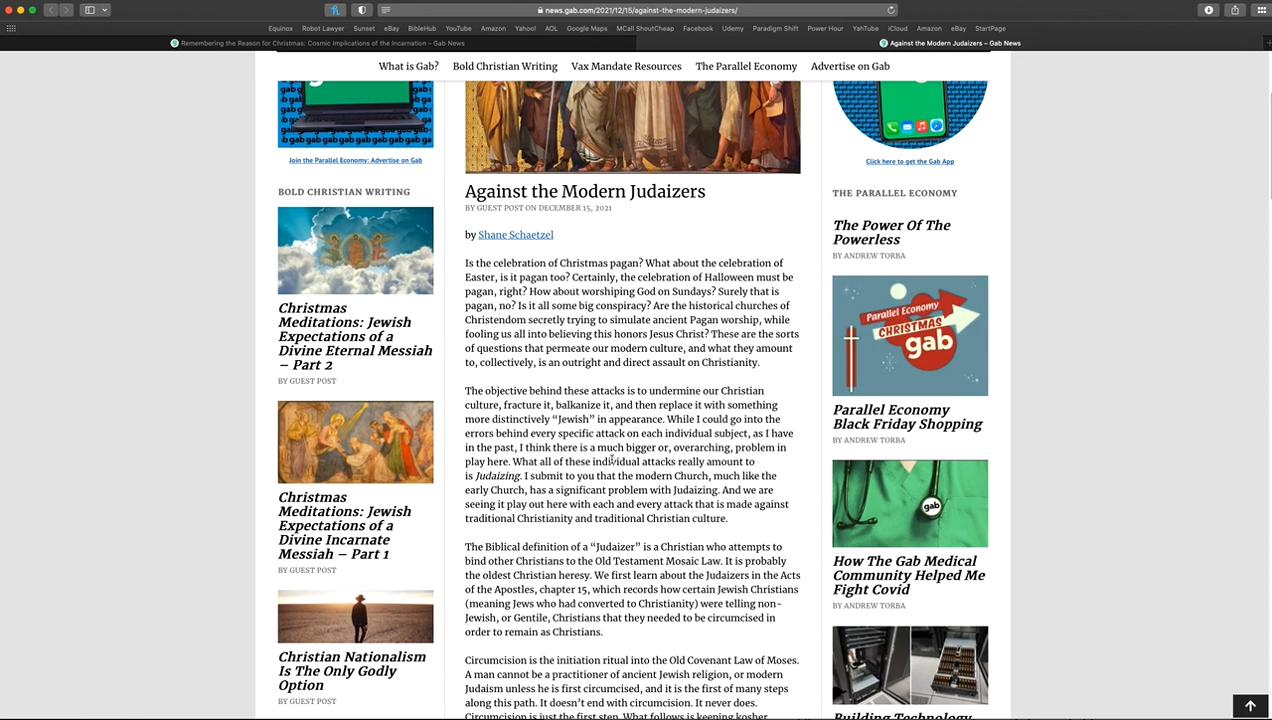 news.gab.com/2021/12/15/against-the-modern-judaizers/
Equinox Robot Lawyer Sunset eBay BibleHub YouTube Amazon Yahoo! AOL Google Maps MCall ShoutCheap Facebook Udemy Paradigm Shift Power Hour YahTube iCloud Amazon eBay StartPage
Remembering the Reason for Christmas: Cosmic Implications of the Incarnation – Gab News
Against the Modern Judaizers – Gab News
What is Gab? Bold Christian Writing Vax Mandate Resources The Parallel Economy Advertise on Gab
Join the Parallel Economy: Advertise on Gab
BOLD CHRISTIAN WRITING
Christmas
Meditations: Jewish
Expectations of a
Divine Eternal Messiah
– Part 2
BY GUEST POST
Christmas
Meditations: Jewish
Expectations of a
Divine Incarnate
Messiah – Part 1
BY GUEST POST
Christian Nationalism
Is The Only Godly
Option
BY GUEST POST
Against the Modern Judaizers
BY GUEST POST ON DECEMBER 15, 2021
by Shane Schaetzel
Is the celebration of Christmas pagan? What about the celebration of
Easter, is it pagan too? Certainly, the celebration of Halloween must be
pagan, right? How about worshiping God on Sundays? Surely that is
pagan, no? Is it all some big conspiracy? Are the historical churches of
Christendom secretly trying to simulate ancient Pagan worship, while
fooling us all into believing this honors Jesus Christ? These are the sorts
of questions that permeate our modern culture, and what they amount
to, collectively, is an outright and direct assault on Christianity.
The objective behind these attacks is to undermine our Christian
culture, fracture it, balkanize it, and then replace it with something
more distinctively “Jewish” in appearance. While I could go into the
errors behind every specific attack on each individual subject, as I have
in the past, I think there is a much bigger or, overarching, problem in
play here. What all of these individual attacks really amount to
is Judaizing. I submit to you that the modern Church, much like the
early Church, has a significant problem with Judaizing. And we are
seeing it play out here with each and every attack that is made against
traditional Christianity and traditional Christian culture.
The Biblical definition of a “Judaizer” is a Christian who attempts to
bind other Christians to the Old Testament Mosaic Law. It is probably
the oldest Christian heresy. We first learn about the Judaizers in the Acts
of the Apostles, chapter 15, which records how certain Jewish Christians
(meaning Jews who had converted to Christianity) were telling non-
Jewish, or Gentile, Christians that they needed to be circumcised in
order to remain as Christians.
Circumcision is the initiation ritual into the Old Covenant Law of Moses.
A man cannot be a practitioner of ancient Jewish religion, or modern
Judaism unless he is first circumcised, and it is the first of many steps
along this path. It doesn’t end with circumcision. It never does.
Circumcision is just the first step. What follows is keeping kosher
Click here to get the Gab App
THE PARALLEL ECONOMY
The Power Of The
Powerless
BY ANDREW TORBA
Parallel Economy
CHRISTMAS
gab
Parallel Economy
Black Friday Shopping
BY ANDREW TORBA
gab
How The Gab Medical
Community Helped Me
Fight Covid
BY ANDREW TORBA
Building Technology